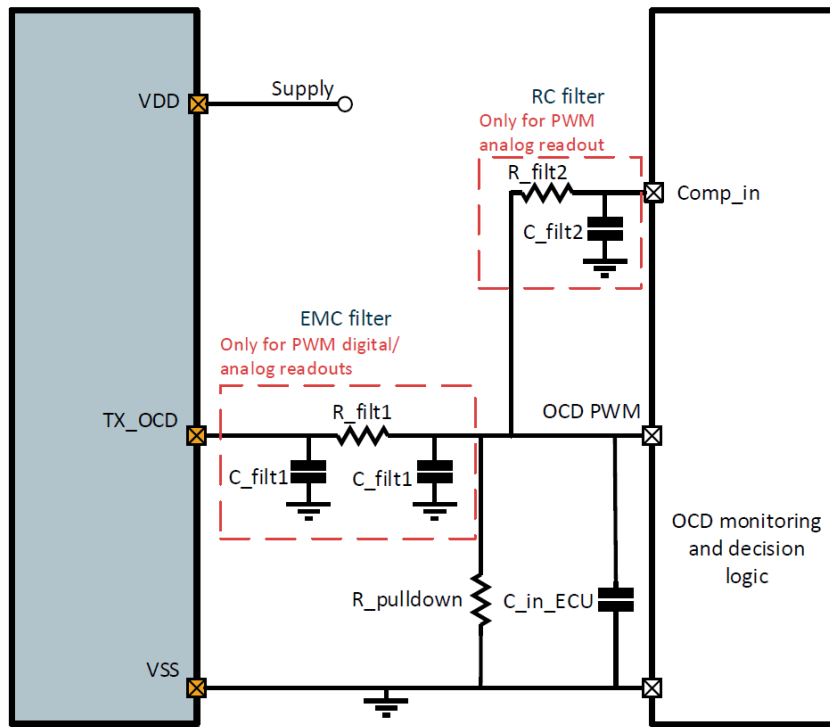 VDD
Supply
RC filter
Only for PWM
analog readout
R_filt2
Comp_in
C_filt2
EMC filter
Only for PWM digital/
analog readouts
TX_OCD
R_filt1
OCD PWM
C_filt1
C_filt1
OCD monitoring
and decision
logic
R_pulldown
C_in_ECU
VSS